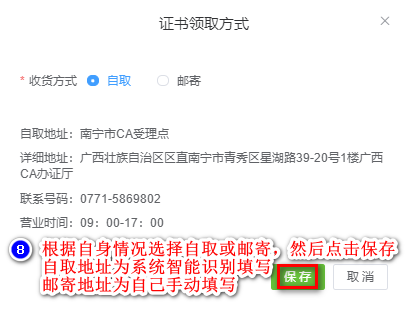 证书领取方式
* 收货方式 自取 邮寄
自取地址：南宁市CA受理点
详细地址：广西壮族自治区区直南宁市青秀区星湖路39-20号1楼广西
CA办证厅
联系号码：0771-5869802
营业时间：09：00-17：00
8 根据自身情况选择自取或邮寄，然后点击保存
自取地址为系统智能识别填写
邮寄地址为自己手动填写
保存 取消